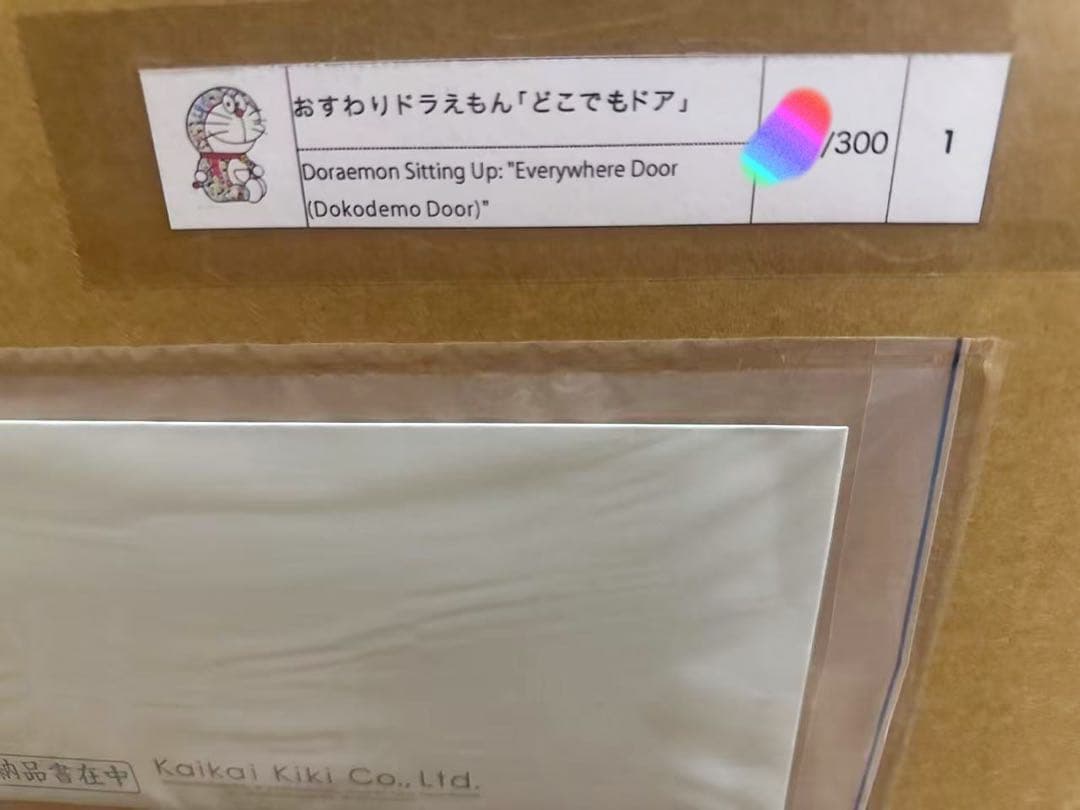 おすわりドラえもん「どこでもドア」
Doraemon Sitting Up: "Everywhere Door
(Dokodemo Door)"
/300
1
納品書在中
Kaikai Kiki Co., Ltd.